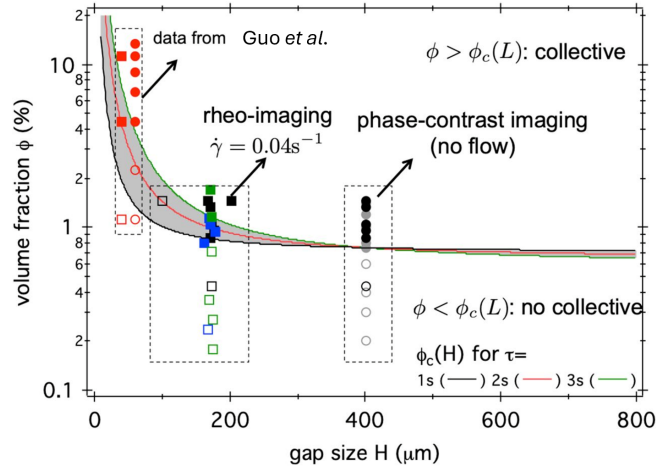 data from Guo et al.
ϕ > ϕc(L): collective
rheo-imaging
γ̇ = 0.04s⁻¹
phase-contrast imaging
(no flow)
ϕ < ϕc(L): no collective
ϕc(H) for τ=
1s ( ) 2s ( ) 3s ( )
volume fraction ϕ (%)
10
8
6
4
2
1
8
6
4
2
0.1
0 200 400 600 800
gap size H (μm)